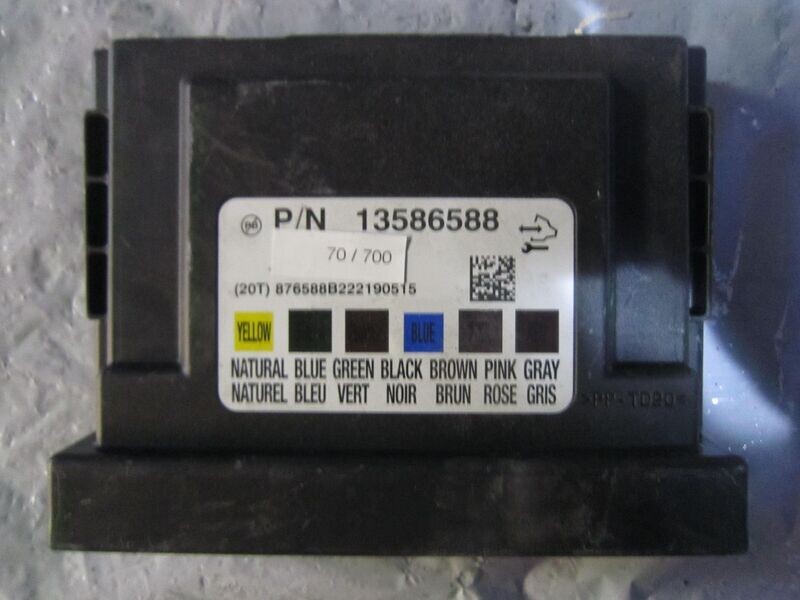 P/N 13586588
70 / 700
(20T) 876588B222190515
YELLOW BLUE
NATURAL BLUE GREEN BLACK BROWN PINK GRAY
NATUREL BLEU VERT NOIR BRUN ROSE GRIS
>PP-TD20<